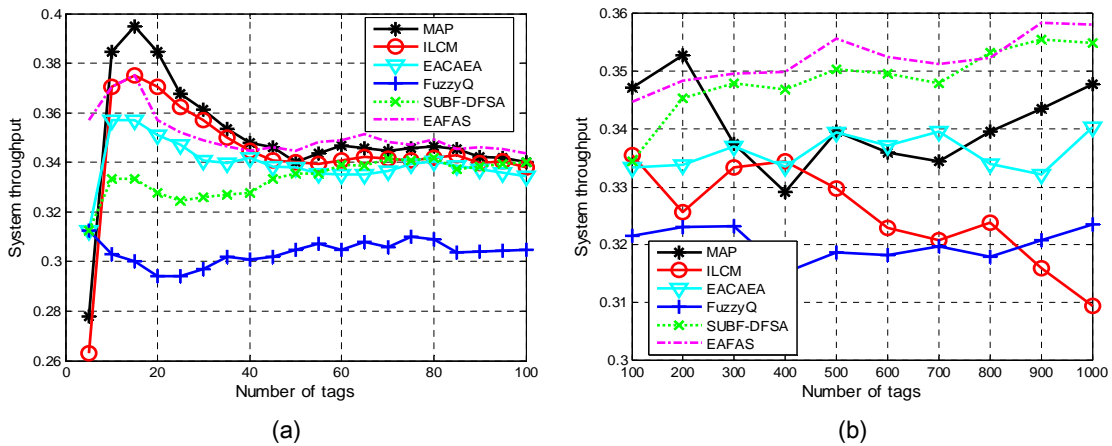 0.4
0.38
0.36
0.34
0.32
0.3
0.28
0.26
System throughput
0
20
40
60
80
100
Number of tags
MAP
ILCM
EACAEA
FuzzyQ
SUBF-DFSA
EAFAS
(a)
0.36
0.35
0.34
0.33
0.32
0.31
0.3
System throughput
100
200
300
400
500
600
700
800
900
1000
Number of tags
MAP
ILCM
EACAEA
FuzzyQ
SUBF-DFSA
EAFAS
(b)